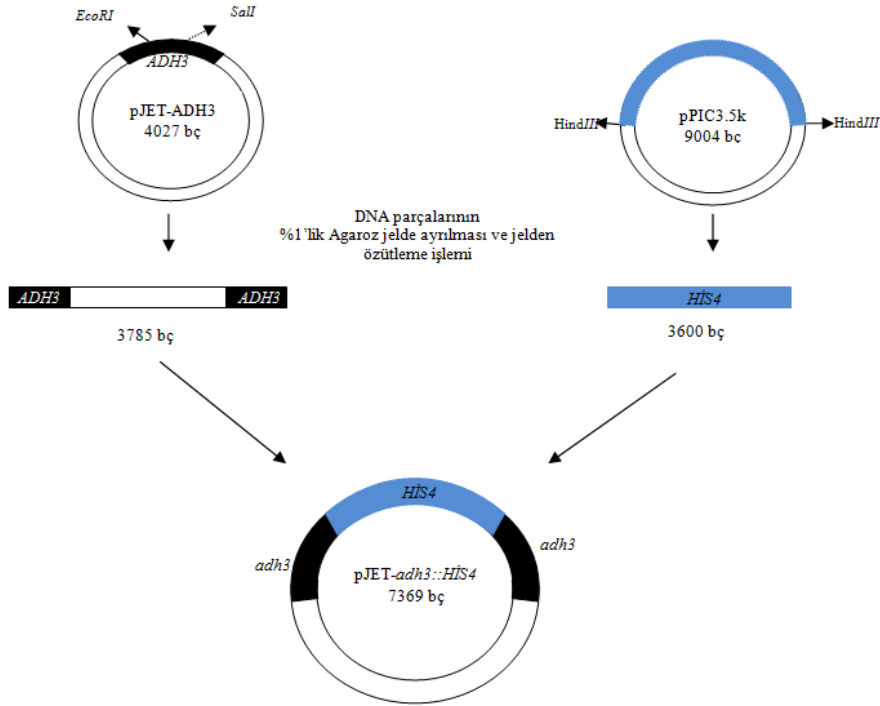 EcoRI
SalI
ADH3
pJET-ADH3
4027 bç
pPIC3.5k
9004 bç
HindIII
HindIII
DNA parçalarının
%1'lik Agaroz jelde ayrılması ve jelden
özütleme işlemi
ADH3
ADH3
3785 bç
HİS4
3600 bç
HİS4
adh3
adh3
pJET-adh3::HİS4
7369 bç